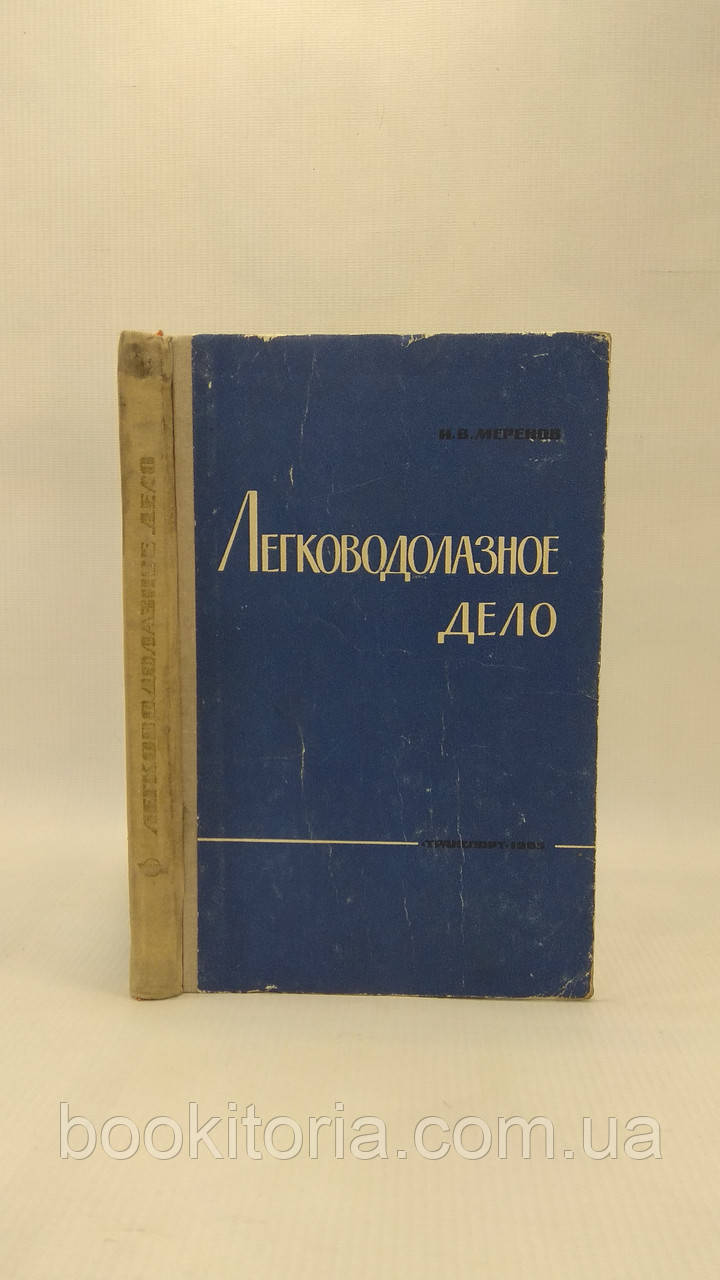 И.В.МЕРЕНОВ
ЛЕГКОВОДОЛАЗНОЕ
ДЕЛО
•ТРАНСПОРТ•1965
ЛЕГКОВОДОЛАЗНОЕ ДЕЛО
bookitoria.com.ua